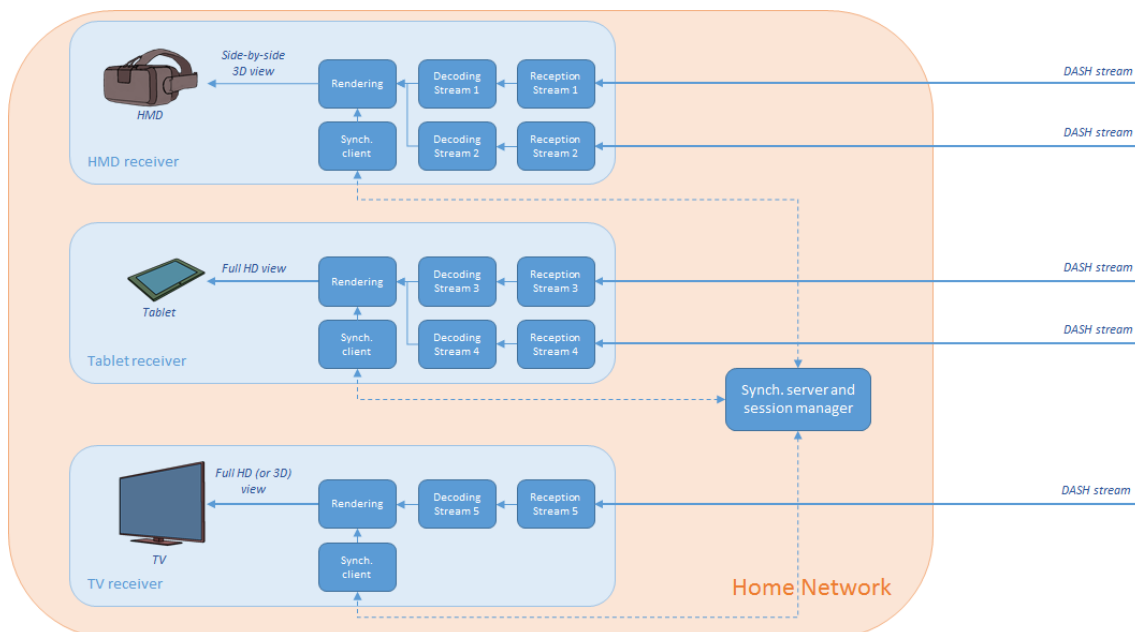 Side-by-side
3D view
HMD
Rendering
Decoding
Stream 1
Reception
Stream 1
DASH stream
Synch.
client
Decoding
Stream 2
Reception
Stream 2
DASH stream
HMD receiver
Full HD view
Tablet
Rendering
Decoding
Stream 3
Reception
Stream 3
DASH stream
Synch.
client
Decoding
Stream 4
Reception
Stream 4
DASH stream
Tablet receiver
Synch. server and
session manager
Full HD (or 3D)
view
TV
Rendering
Decoding
Stream 5
Reception
Stream 5
DASH stream
Synch.
client
TV receiver
Home Network